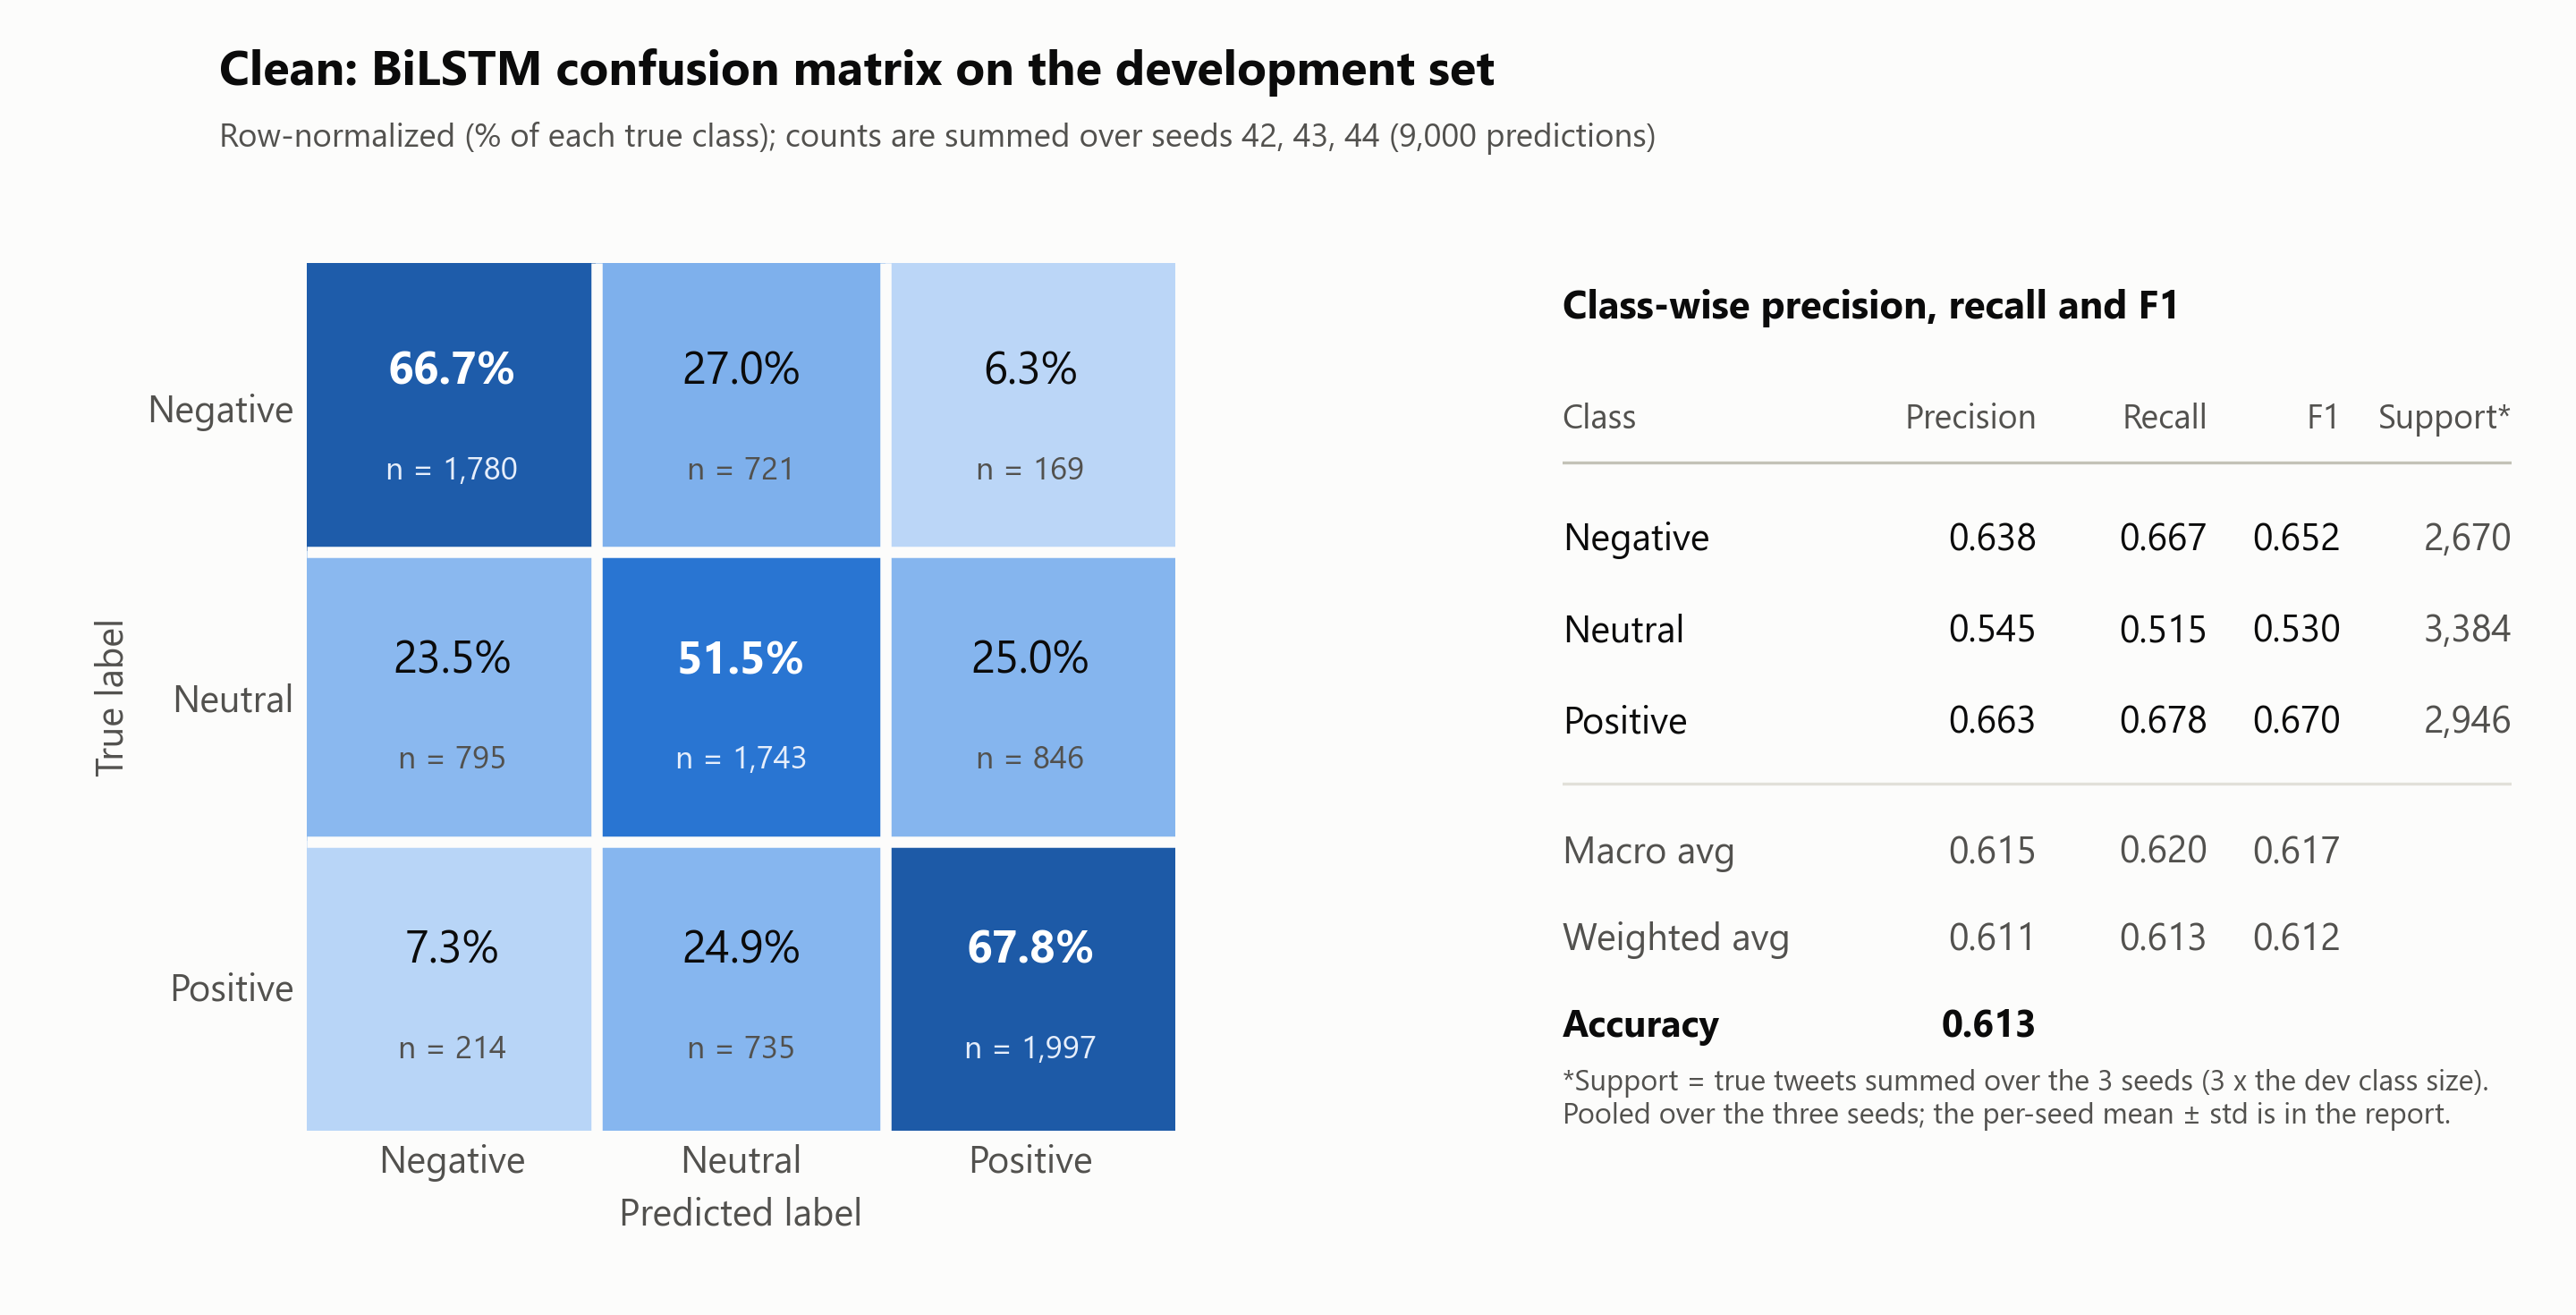 Clean: BiLSTM confusion matrix on the development set
Row-normalized (% of each true class); counts are summed over seeds 42, 43, 44 (9,000 predictions)
True label
Negative
66.7%
27.0%
6.3%
n = 1,780
n = 721
n = 169
Neutral
23.5%
51.5%
25.0%
n = 795
n = 1,743
n = 846
Positive
7.3%
24.9%
67.8%
n = 214
n = 735
n = 1,997
Negative
Neutral
Positive
Predicted label
Class-wise precision, recall and F1
Class Precision Recall F1 Support*
Negative 0.638 0.667 0.652 2,670
Neutral 0.545 0.515 0.530 3,384
Positive 0.663 0.678 0.670 2,946
Macro avg 0.615 0.620 0.617
Weighted avg 0.611 0.613 0.612
Accuracy 0.613
*Support = true tweets summed over the 3 seeds (3 x the dev class size).
Pooled over the three seeds; the per-seed mean ± std is in the report.